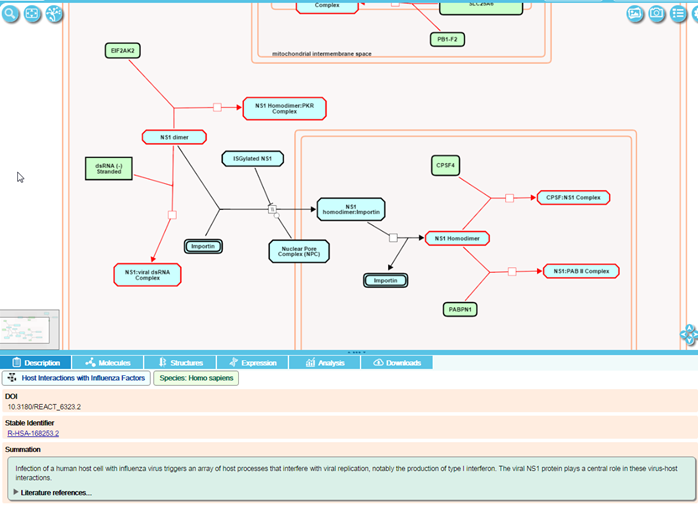 Complex
SLC25A6
PB1-F2
mitochondrial intermembrane space
EIF2AK2
NS1 Homodimer:PKR
Complex
NS1 dimer
dsRNA (-)
Stranded
ISGylated NS1
CPSF4
CPSF:NS1 Complex
NS1
homodimer:Importin
S
NS1 Homodimer
Importin
Nuclear Pore
Complex (NPC)
NS1:viral dsRNA
Complex
Importin
NS1:PAB II Complex
PABPN1
Description
Molecules
Structures
Expression
Analysis
Downloads
Host Interactions with Influenza Factors
Species: Homo sapiens
DOI
10.3180/REACT_6323.2
Stable Identifier
R-HSA-168253.2
Summation
Infection of a human host cell with influenza virus triggers an array of host processes that interfere with viral replication, notably the production of type I interferon. The viral NS1 protein plays a central role in these virus-host
interactions.
Literature references...